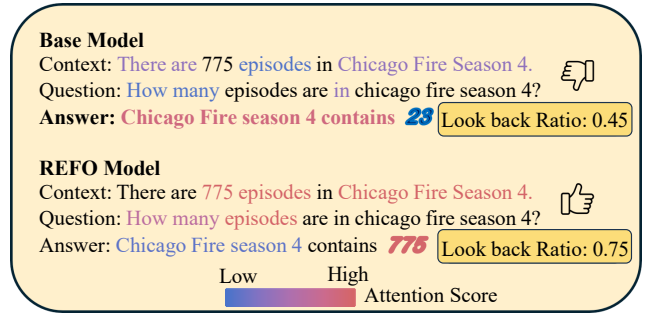 Base Model
Context: There are 775 episodes in Chicago Fire Season 4.
Question: How many episodes are in chicago fire season 4?
Answer: Chicago Fire season 4 contains 23 Look back Ratio: 0.45
REFO Model
Context: There are 775 episodes in Chicago Fire Season 4.
Question: How many episodes are in chicago fire season 4?
Answer: Chicago Fire season 4 contains 775 Look back Ratio: 0.75
Low High
Attention Score